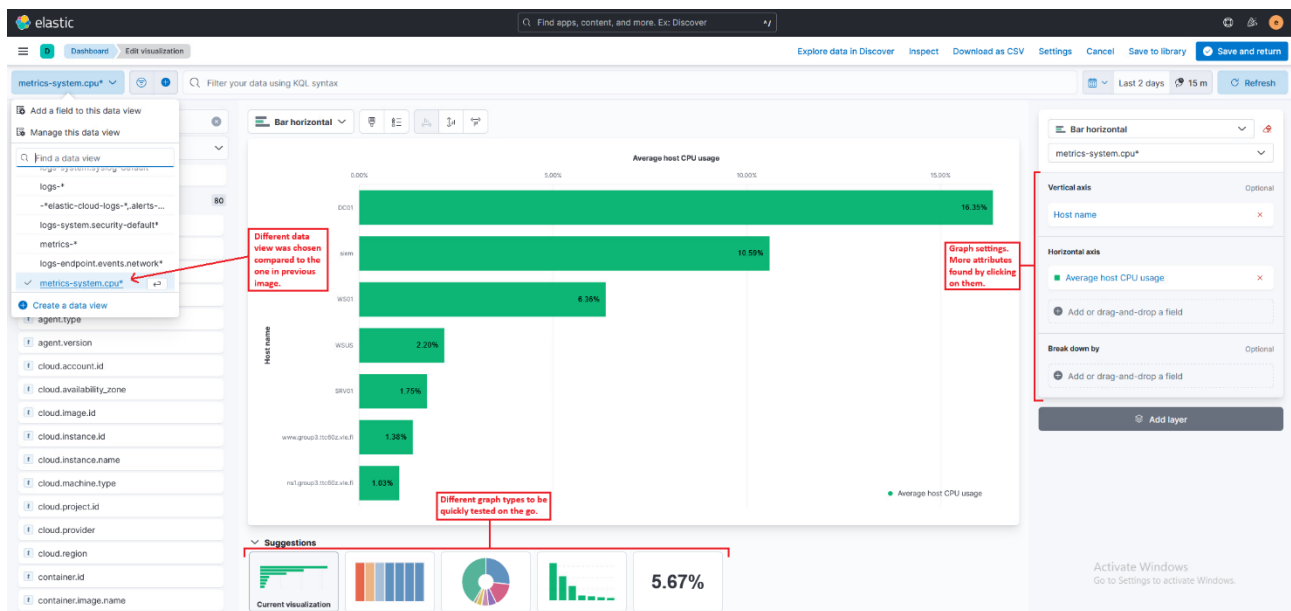 elastic
Find apps, content, and more. Ex: Discover
^/
e
D
Dashboard
Edit visualization
Explore data in Discover
Inspect
Download as CSV
Settings
Cancel
Save to library
Save and return
metrics-system.cpu*
Filter your data using KQL syntax
Last 2 days
15 m
Refresh
Add a field to this data view
Manage this data view
Find a data view
logs-system.syslog-default*
logs-*
-*elastic-cloud-logs-*,.alerts-...
logs-system.security-default*
metrics-*
logs-endpoint.events.network*
metrics-system.cpu*
Create a data view
80
agent.type
agent.version
cloud.account.id
cloud.availability_zone
cloud.image.id
cloud.instance.id
cloud.instance.name
cloud.machine.type
cloud.project.id
cloud.provider
cloud.region
container.id
container.image.name
Bar horizontal
Average host CPU usage
0.00%
5.00%
10.00%
15.00%
Host name
DC01
16.35%
siem
10.59%
WS01
6.36%
WSUS
2.20%
SRV01
1.75%
www.group3.ttc60z.vle.fi
1.38%
ns1.group3.ttc60z.vle.fi
1.03%
Average host CPU usage
Different data
view was chosen
compared to the
one in previous
image.
Graph settings.
More attributes
found by clicking
on them.
Different graph types to be
quickly tested on the go.
Suggestions
Current visualization
5.67%
Bar horizontal
metrics-system.cpu*
Vertical axis
Optional
Host name
Horizontal axis
Average host CPU usage
Add or drag-and-drop a field
Break down by
Optional
Add or drag-and-drop a field
Add layer
Activate Windows
Go to Settings to activate Windows.